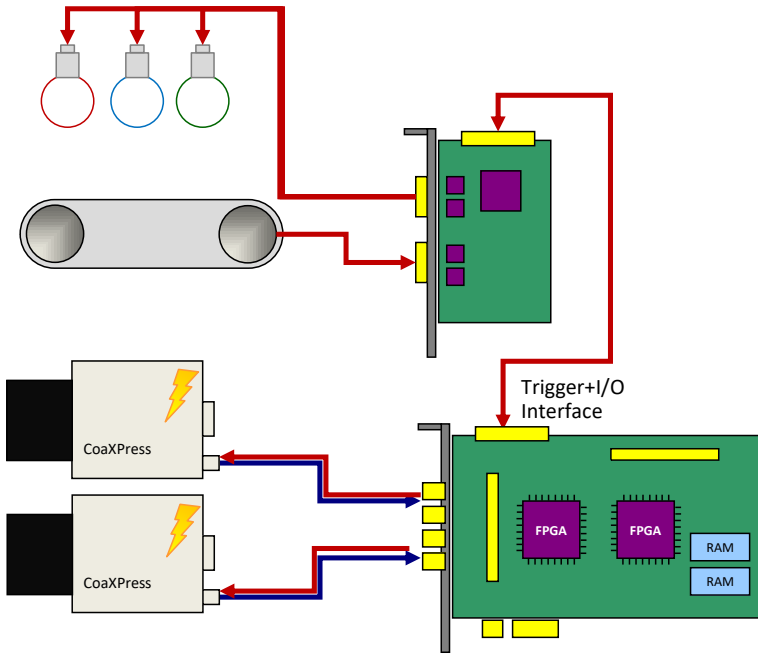 Trigger+I/O
Interface
CoaXPress
FPGA
FPGA
RAM
RAM
CoaXPress